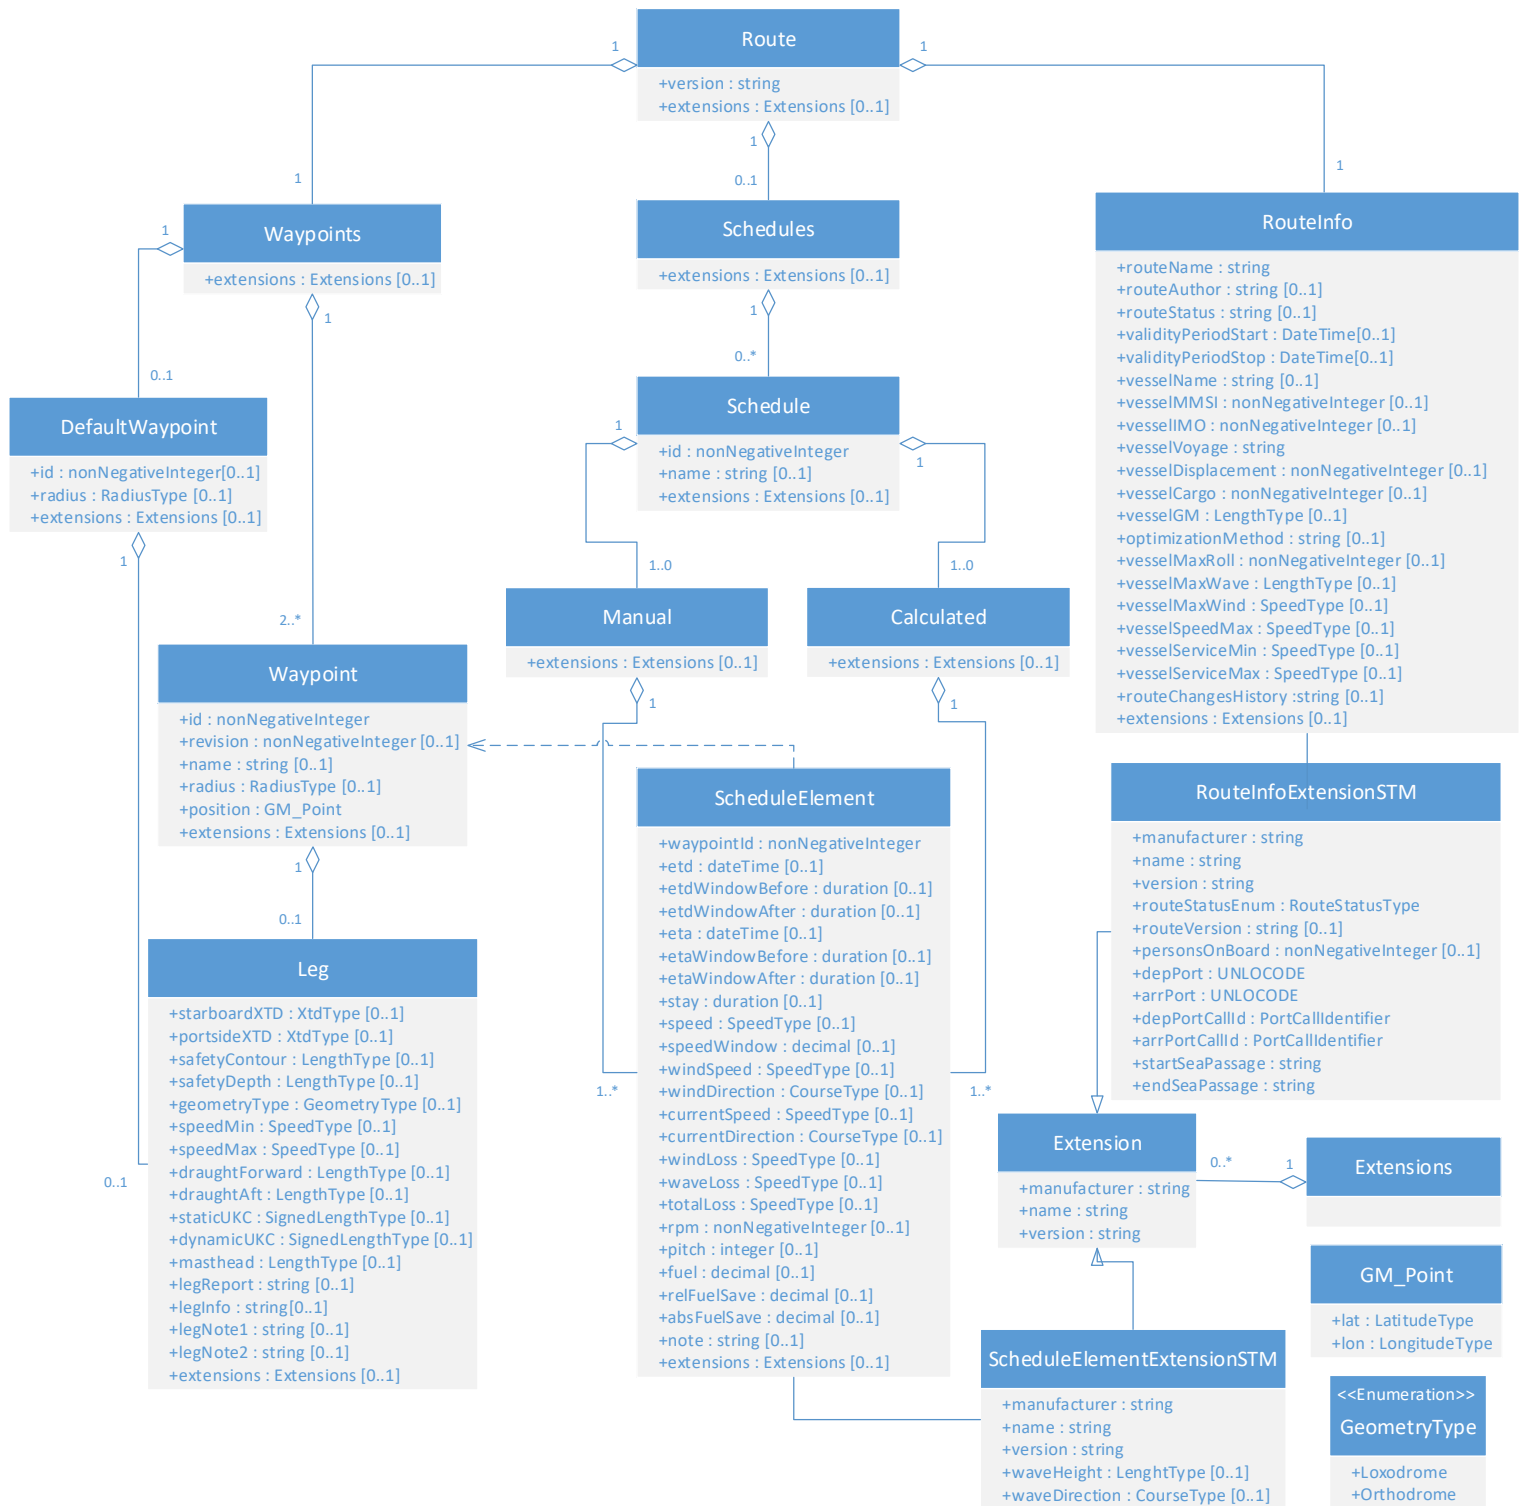 Route
+version : string
+extensions : Extensions [0..1]
1
1
1
0..1
1
1
Waypoints
+extensions : Extensions [0..1]
1
1
0..1
2..*
Schedules
+extensions : Extensions [0..1]
1
0..*
RouteInfo
+routeName : string
+routeAuthor : string [0..1]
+routeStatus : string [0..1]
+validityPeriodStart : DateTime[0..1]
+validityPeriodStop : DateTime[0..1]
+vesselName : string [0..1]
+vesselMMSI : nonNegativeInteger [0..1]
+vesselIMO : nonNegativeInteger [0..1]
+vesselVoyage : string
+vesselDisplacement : nonNegativeInteger [0..1]
+vesselCargo : nonNegativeInteger [0..1]
+vesselGM : LengthType [0..1]
+optimizationMethod : string [0..1]
+vesselMaxRoll : nonNegativeInteger [0..1]
+vesselMaxWave : LengthType [0..1]
+vesselMaxWind : SpeedType [0..1]
+vesselSpeedMax : SpeedType [0..1]
+vesselServiceMin : SpeedType [0..1]
+vesselServiceMax : SpeedType [0..1]
+routeChangesHistory :string [0..1]
+extensions : Extensions [0..1]
DefaultWaypoint
+id : nonNegativeInteger[0..1]
+radius : RadiusType [0..1]
+extensions : Extensions [0..1]
1
0..1
Schedule
+id : nonNegativeInteger
+name : string [0..1]
+extensions : Extensions [0..1]
1
1
1..0
1..0
Manual
+extensions : Extensions [0..1]
1
1..*
Calculated
+extensions : Extensions [0..1]
1
1..*
Waypoint
+id : nonNegativeInteger
+revision : nonNegativeInteger [0..1]
+name : string [0..1]
+radius : RadiusType [0..1]
+position : GM_Point
+extensions : Extensions [0..1]
1
0..1
Leg
+starboardXTD : XtdType [0..1]
+portsideXTD : XtdType [0..1]
+safetyContour : LengthType [0..1]
+safetyDepth : LengthType [0..1]
+geometryType : GeometryType [0..1]
+speedMin : SpeedType [0..1]
+speedMax : SpeedType [0..1]
+draughtForward : LengthType [0..1]
+draughtAft : LengthType [0..1]
+staticUKC : SignedLengthType [0..1]
+dynamicUKC : SignedLengthType [0..1]
+masthead : LengthType [0..1]
+legReport : string [0..1]
+legInfo : string[0..1]
+legNote1 : string [0..1]
+legNote2 : string [0..1]
+extensions : Extensions [0..1]
ScheduleElement
+waypointId : nonNegativeInteger
+etd : dateTime [0..1]
+etdWindowBefore : duration [0..1]
+etdWindowAfter : duration [0..1]
+eta : dateTime [0..1]
+etaWindowBefore : duration [0..1]
+etaWindowAfter : duration [0..1]
+stay : duration [0..1]
+speed : SpeedType [0..1]
+speedWindow : decimal [0..1]
+windSpeed : SpeedType [0..1]
+windDirection : CourseType [0..1]
+currentSpeed : SpeedType [0..1]
+currentDirection : CourseType [0..1]
+windLoss : SpeedType [0..1]
+waveLoss : SpeedType [0..1]
+totalLoss : SpeedType [0..1]
+rpm : nonNegativeInteger [0..1]
+pitch : integer [0..1]
+fuel : decimal [0..1]
+relFuelSave : decimal [0..1]
+absFuelSave : decimal [0..1]
+note : string [0..1]
+extensions : Extensions [0..1]
RouteInfoExtensionSTM
+manufacturer : string
+name : string
+version : string
+routeStatusEnum : RouteStatusType
+routeVersion : string [0..1]
+personsOnBoard : nonNegativeInteger [0..1]
+depPort : UNLOCODE
+arrPort : UNLOCODE
+depPortCallId : PortCallIdentifier
+arrPortCallId : PortCallIdentifier
+startSeaPassage : string
+endSeaPassage : string
Extension
+manufacturer : string
+name : string
+version : string
0..*
1
Extensions
GM_Point
+lat : LatitudeType
+lon : LongitudeType
ScheduleElementExtensionSTM
+manufacturer : string
+name : string
+version : string
+waveHeight : LenghtType [0..1]
+waveDirection : CourseType [0..1]
<<Enumeration>>
GeometryType
+Loxodrome
+Orthodrome